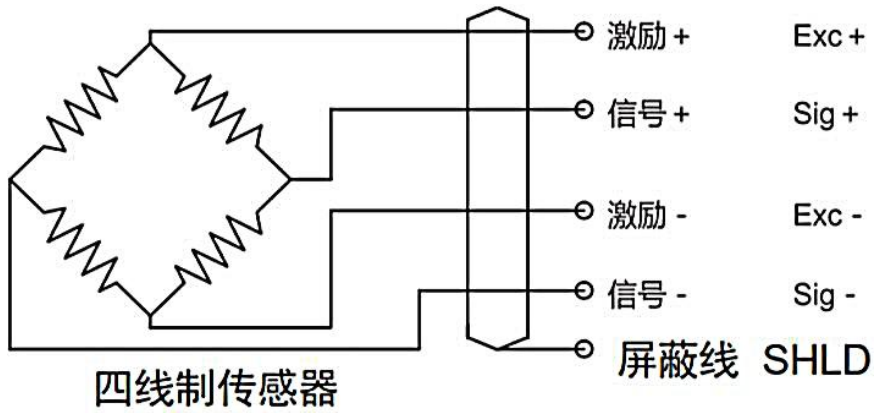 激励 + Exc +
信号 + Sig +
激励 - Exc -
信号 - Sig -
屏蔽线 SHLD
四线制传感器